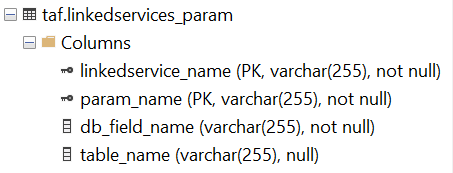 taf.linkedservices_param
Columns
linkedservice_name (PK, varchar(255), not null)
param_name (PK, varchar(255), not null)
db_field_name (varchar(255), not null)
table_name (varchar(255), null)